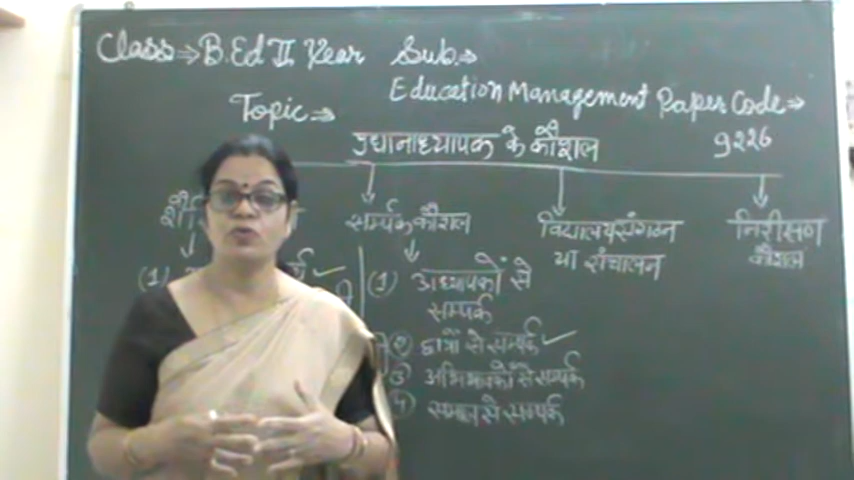 Class⇒ B.Ed II Year Sub.⇒
Education Management Paper Code⇒
Topic⇒
प्रधानाध्यापक के कौशल 9226
सम्पर्क कौशल विद्यालय संगठन निरीक्षण
या संचालन कौशल
(1) (1) अध्यापकों से
सम्पर्क
(2) छात्रों से सम्पर्क ✓
(3) अभिभावकों से सम्पर्क
(4) समाज से सम्पर्क